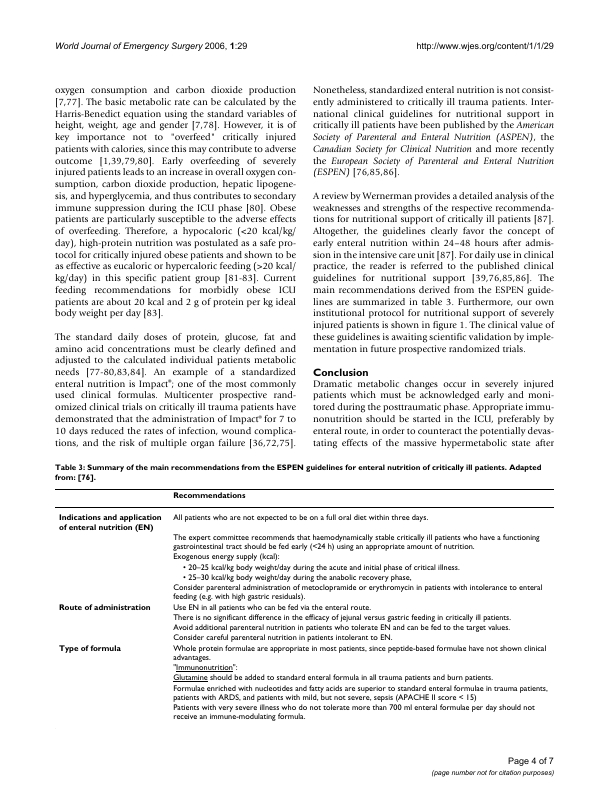 World Journal of Emergency Surgery 2006, 1:29
http://www.wjes.org/content/1/1/29
oxygen consumption and carbon dioxide production
[7,77]. The basic metabolic rate can be calculated by the
Harris-Benedict equation using the standard variables of
height, weight, age and gender [7,78]. However, it is of
key importance not to "overfeed" critically injured
patients with calories, since this may contribute to adverse
outcome [1,39,79,80]. Early overfeeding of severely
injured patients leads to an increase in overall oxygen con-
sumption, carbon dioxide production, hepatic lipogene-
sis, and hyperglycemia, and thus contributes to secondary
immune suppression during the ICU phase [80]. Obese
patients are particularly susceptible to the adverse effects
of overfeeding. Therefore, a hypocaloric (<20 kcal/kg/
day), high-protein nutrition was postulated as a safe pro-
tocol for critically injured obese patients and shown to be
as effective as eucaloric or hypercaloric feeding (>20 kcal/
kg/day) in this specific patient group [81-83]. Current
feeding recommendations for morbidly obese ICU
patients are about 20 kcal and 2 g of protein per kg ideal
body weight per day [83].
The standard daily doses of protein, glucose, fat and
amino acid concentrations must be clearly defined and
adjusted to the calculated individual patients metabolic
needs [77-80,83,84]. An example of a standardized
enteral nutrition is Impact®; one of the most commonly
used clinical formulas. Multicenter prospective rand-
omized clinical trials on critically ill trauma patients have
demonstrated that the administration of Impact® for 7 to
10 days reduced the rates of infection, wound complica-
tions, and the risk of multiple organ failure [36,72,75].
Nonetheless, standardized enteral nutrition is not consist-
ently administered to critically ill trauma patients. Inter-
national clinical guidelines for nutritional support in
critically ill patients have been published by the American
Society of Parenteral and Enteral Nutrition (ASPEN), the
Canadian Society for Clinical Nutrition and more recently
the European Society of Parenteral and Enteral Nutrition
(ESPEN) [76,85,86].
A review by Wernerman provides a detailed analysis of the
weaknesses and strengths of the respective recommenda-
tions for nutritional support of critically ill patients [87].
Altogether, the guidelines clearly favor the concept of
early enteral nutrition within 24–48 hours after admis-
sion in the intensive care unit [87]. For daily use in clinical
practice, the reader is referred to the published clinical
guidelines for nutritional support [39,76,85,86]. The
main recommendations derived from the ESPEN guide-
lines are summarized in table 3. Furthermore, our own
institutional protocol for nutritional support of severely
injured patients is shown in figure 1. The clinical value of
these guidelines is awaiting scientific validation by imple-
mentation in future prospective randomized trials.
Conclusion
Dramatic metabolic changes occur in severely injured
patients which must be acknowledged early and moni-
tored during the posttraumatic phase. Appropriate immu-
nonutrition should be started in the ICU, preferably by
enteral route, in order to counteract the potentially devas-
tating effects of the massive hypermetabolic state after
Table 3: Summary of the main recommendations from the ESPEN guidelines for enteral nutrition of critically ill patients. Adapted
from: [76].
Recommendations
Indications and application
of enteral nutrition (EN)
All patients who are not expected to be on a full oral diet within three days.
The expert committee recommends that haemodynamically stable critically ill patients who have a functioning
gastrointestinal tract should be fed early (<24 h) using an appropriate amount of nutrition.
Exogenous energy supply (kcal):
• 20–25 kcal/kg body weight/day during the acute and initial phase of critical illness.
• 25–30 kcal/kg body weight/day during the anabolic recovery phase,
Consider parenteral administration of metoclopramide or erythromycin in patients with intolerance to enteral
feeding (e.g. with high gastric residuals).
Route of administration
Use EN in all patients who can be fed via the enteral route.
There is no significant difference in the efficacy of jejunal versus gastric feeding in critically ill patients.
Avoid additional parenteral nutrition in patients who tolerate EN and can be fed to the target values.
Consider careful parenteral nutrition in patients intolerant to EN.
Type of formula
Whole protein formulae are appropriate in most patients, since peptide-based formulae have not shown clinical
advantages.
"Immunonutrition":
Glutamine should be added to standard enteral formula in all trauma patients and burn patients.
Formulae enriched with nucleotides and fatty acids are superior to standard enteral formulae in trauma patients,
patients with ARDS, and patients with mild, but not severe, sepsis (APACHE II score < 15)
Patients with very severe illness who do not tolerate more than 700 ml enteral formulae per day should not
receive an immune-modulating formula.
Page 4 of 7
(page number not for citation purposes)